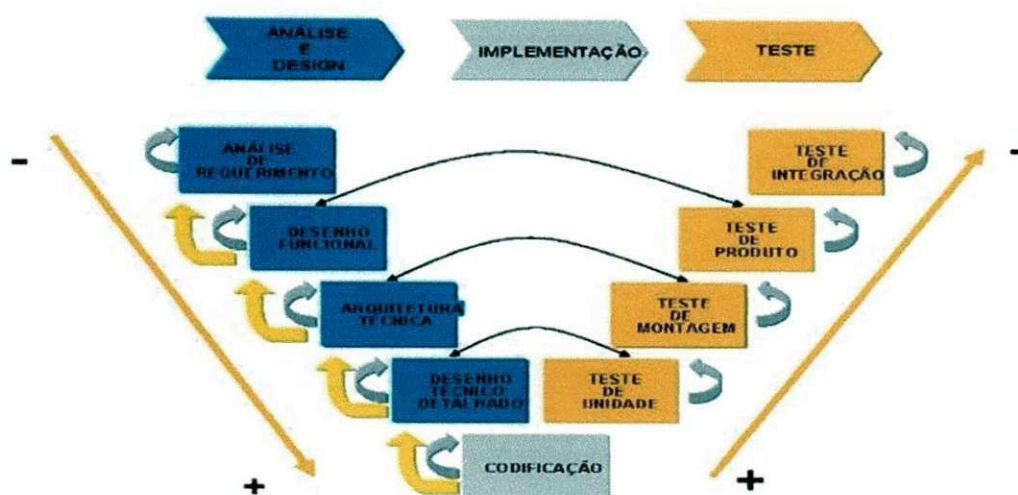 ANÁLISE
E
DESIGN
IMPLEMENTAÇÃO
TESTE
-
-
ANÁLISE
DE
REQUERIMENTO
TESTE
DE
INTEGRAÇÃO
DESENHO
FUNCIONAL
TESTE
DE
PRODUTO
ARQUITETURA
TÉCNICA
TESTE
DE
MONTAGEM
DESENHO
TÉCNICO
DETALHADO
TESTE
DE
UNIDADE
CODIFICAÇÃO
+
+